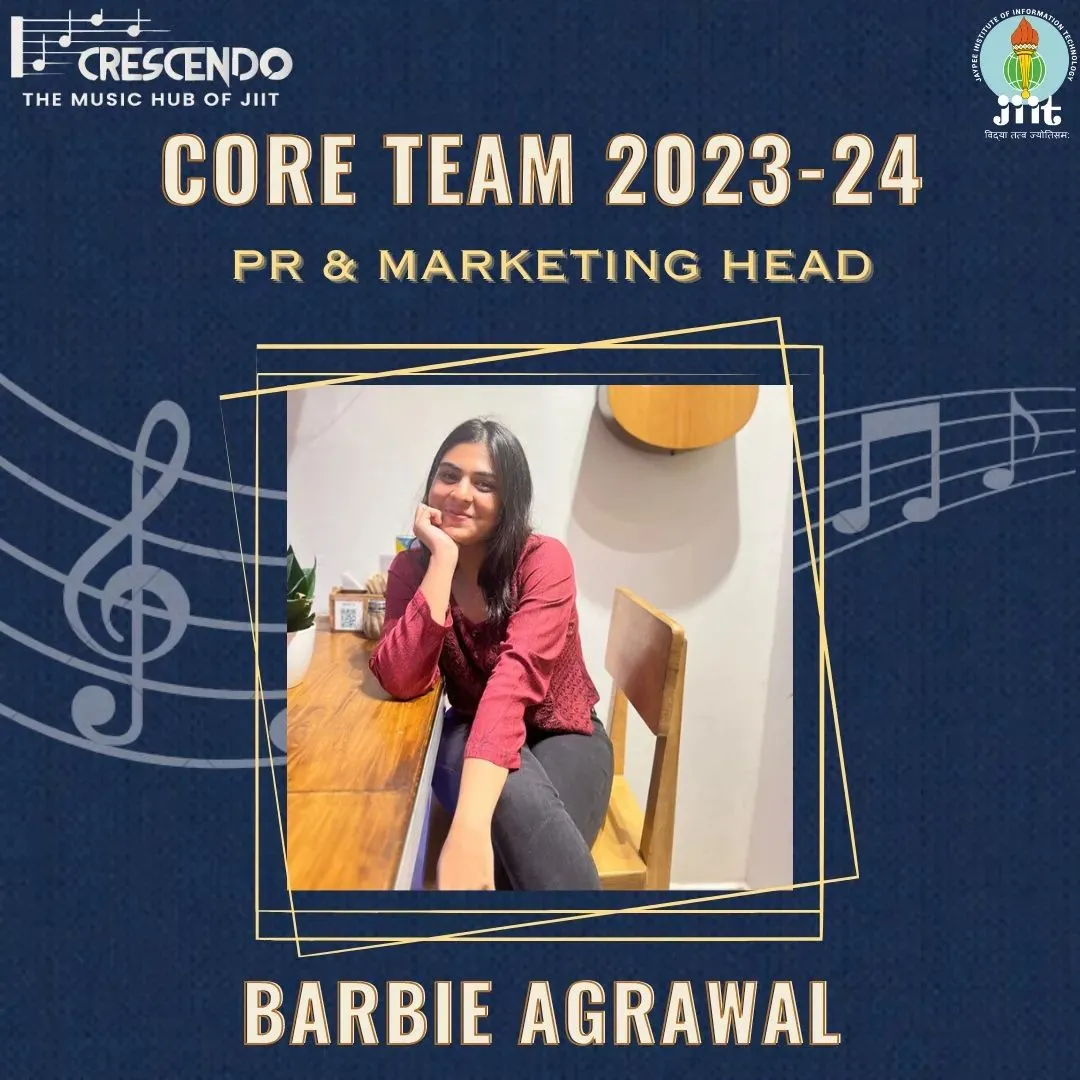 CRESCENDO
THE MUSIC HUB OF JIIT
JAYPEE INSTITUTE OF INFORMATION TECHNOLOGY
jiit
विद्या तत्व ज्योतिसम:
CORE TEAM 2023-24
PR & MARKETING HEAD
BARBIE AGRAWAL